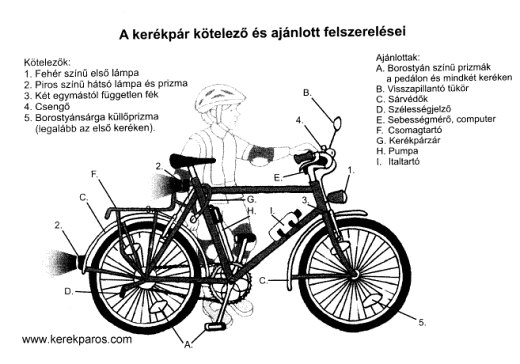 A kerékpár kötelező és ajánlott felszerelései
Kötelezők:
1. Fehér színű első lámpa
2. Piros színű hátsó lámpa és prizma
3. Két egymástól független fék
4. Csengő
5. Borostyánsárga küllőprizma
(legalább az első keréken).
Ajánlottak:
A. Borostyán színű prizmák
a pedálon és mindkét keréken
B. Visszapillantó tükör
C. Sárvédők
D. Szélességjelző
E. Sebességmérő, computer
F. Csomagtartó
G. Kerékpárzár
H. Pumpa
I. Italtartó
B.
4.
E.
2.
1.
F.
C.
G.
3.
H.
I.
2.
D.
C.
5.
A.
www.kerekparos.com